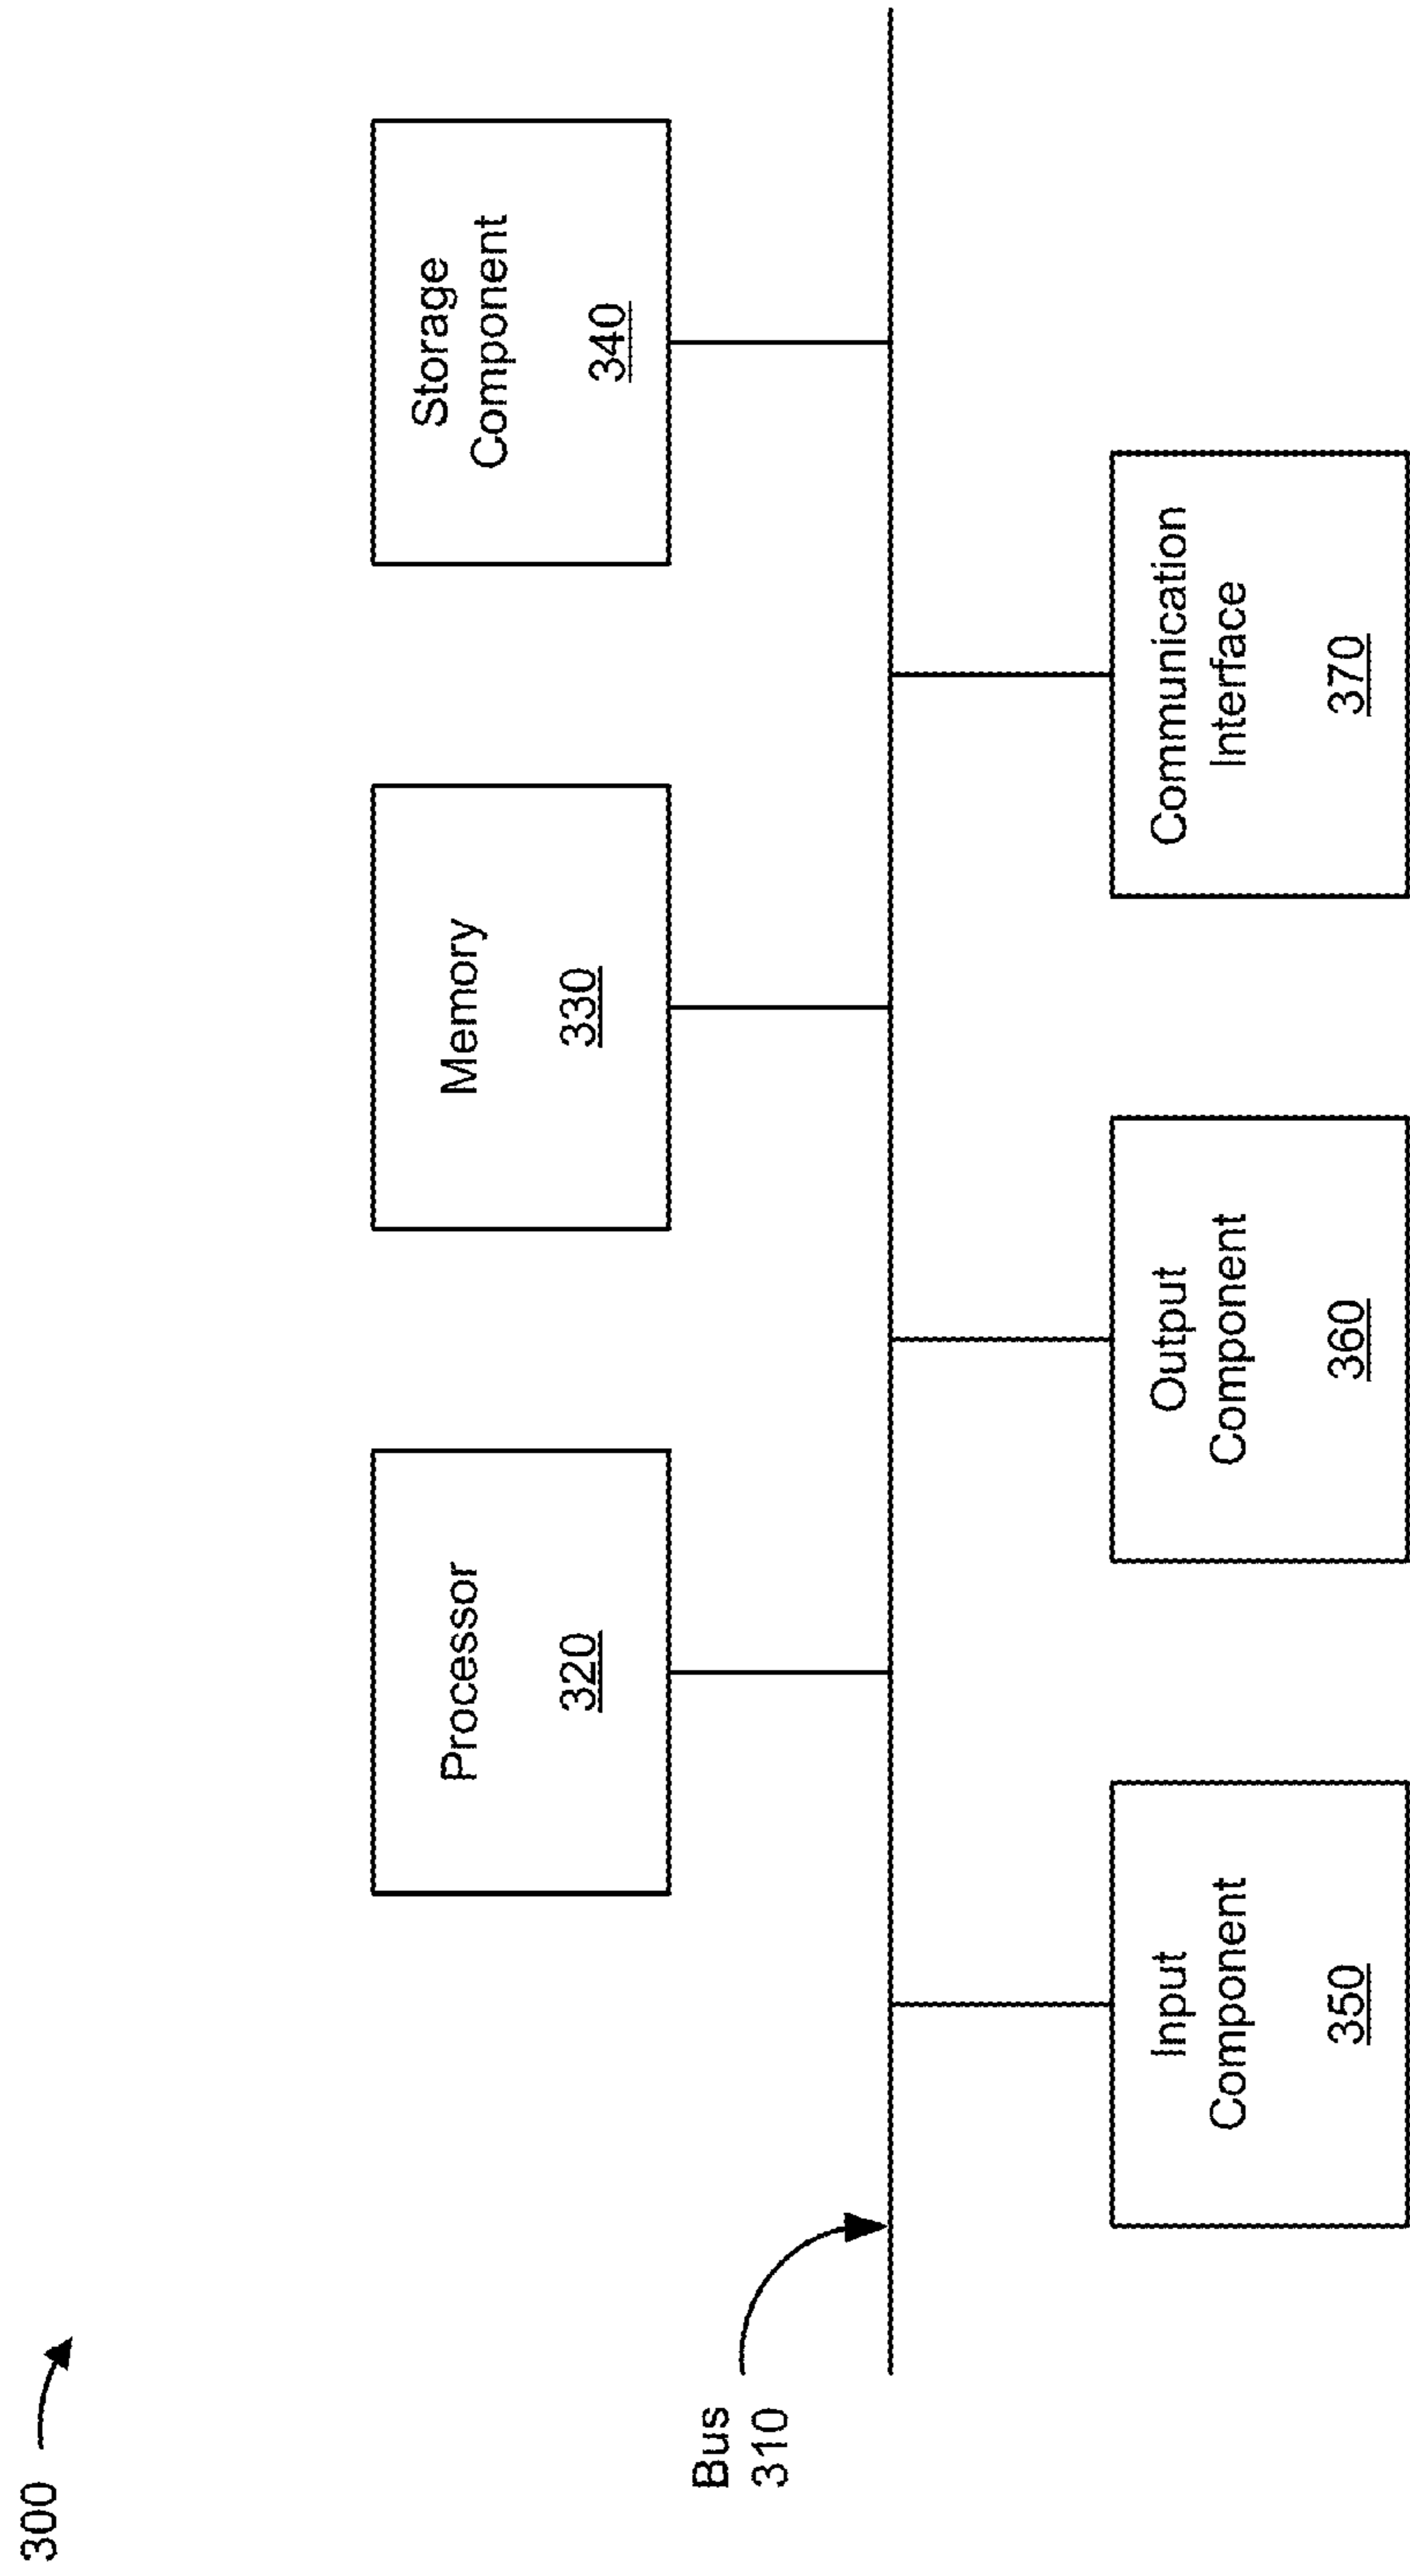 300
Processor
320
Memory
330
Storage
Component
340
Bus
310
Input
Component
350
Output
Component
360
Communication
Interface
370